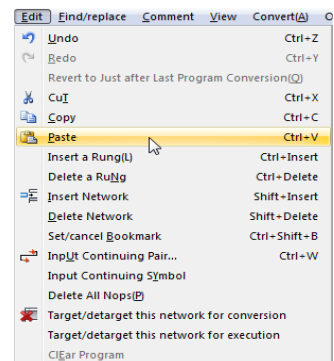 Edit Find/replace Comment View Convert(A)
Undo Ctrl+Z
Redo Ctrl+Y
Revert to Just after Last Program Conversion(Q)
CuT Ctrl+X
Copy Ctrl+C
Paste Ctrl+V
Insert a Rung(L) Ctrl+Insert
Delete a RuNg Ctrl+Delete
Insert Network Shift+Insert
Delete Network Shift+Delete
Set/cancel Bookmark Ctrl+Shift+B
InpUt Continuing Pair... Ctrl+W
Input Continuing SYmbol
Delete All Nops(P)
Target/detarget this network for conversion
Target/detarget this network for execution
ClEar Program